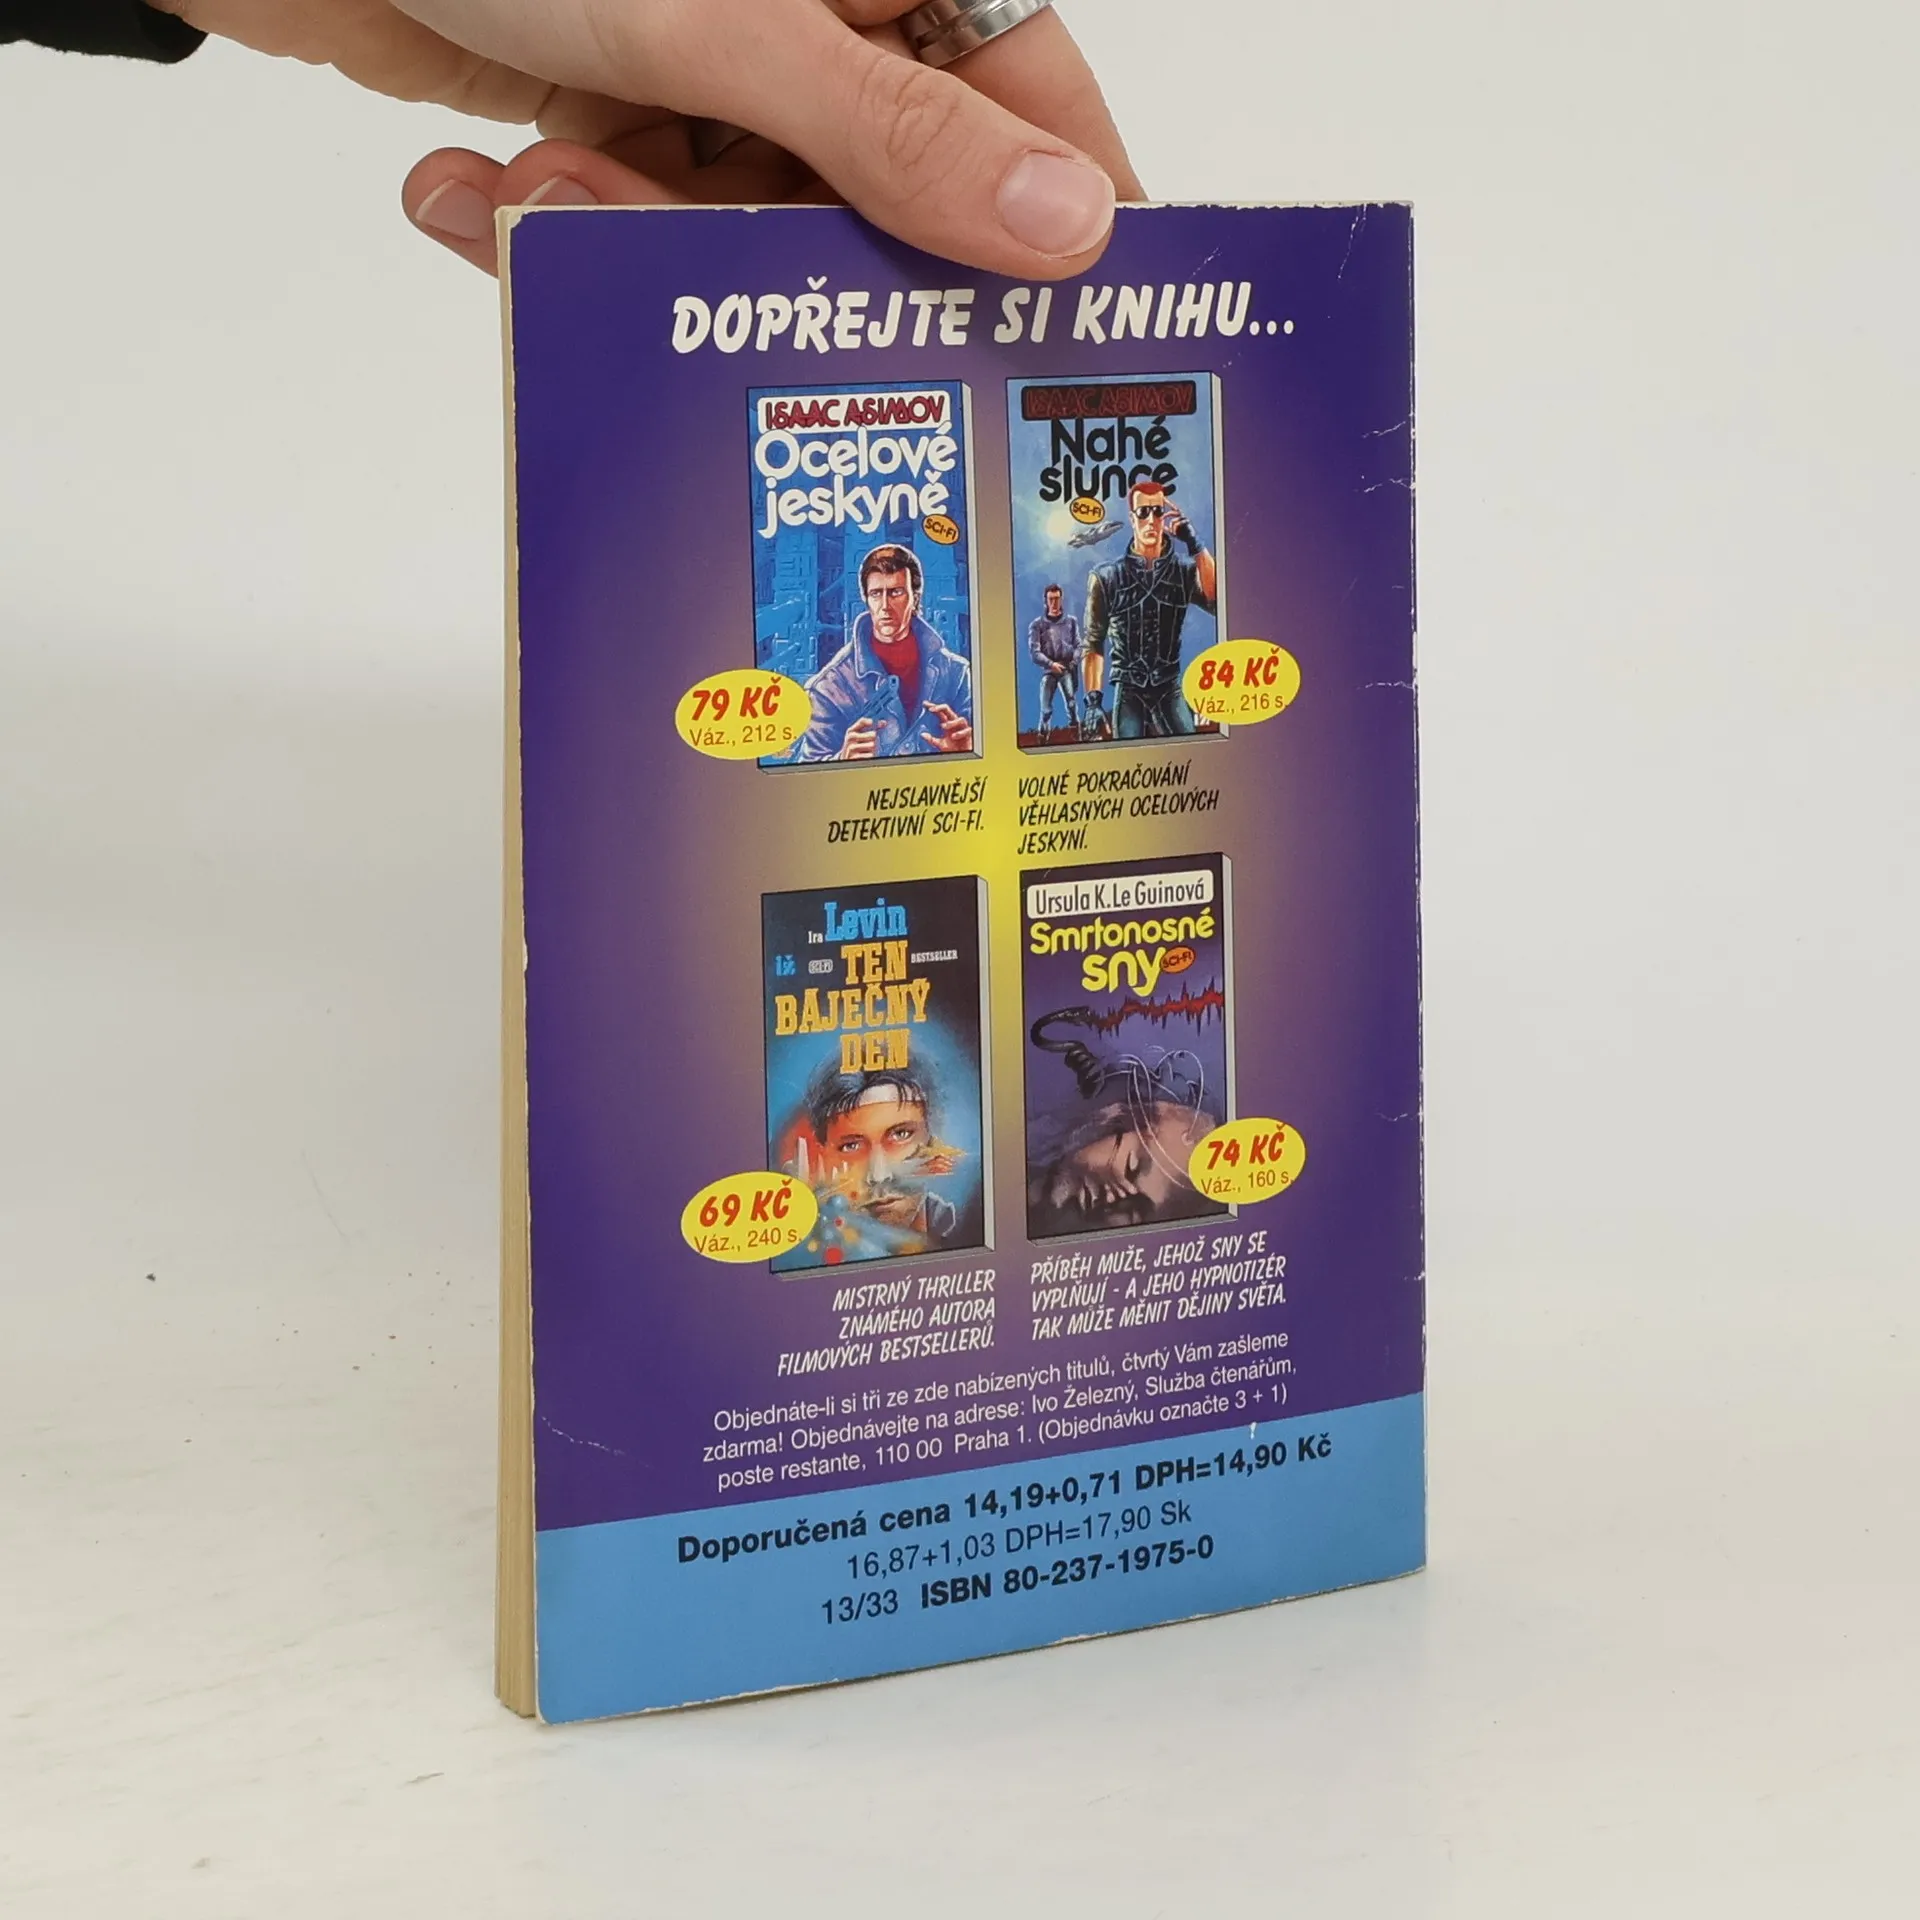 DOPŘEJTE SI KNIHU...
ISAAC ASIMOV
Ocelové
jeskyně
SCI-FI
79 KČ
Váz., 212 s.
NEJSLAVNĚJŠÍ
DETEKTIVNÍ SCI-FI.
ISAAC ASIMOV
Nahé
slunce
SCI-FI
84 KČ
Váz., 216 s.
VOLNÉ POKRAČOVÁNÍ
VĚHLASNÝCH OCELOVÝCH
JESKYNÍ.
Ira Levin
iž SCI-FI TEN BESTSELLER
BÁJEČNÝ
DEN
69 KČ
Váz., 240 s.
MISTRNÝ THRILLER
ZNÁMÉHO AUTORA
FILMOVÝCH BESTSELLERŮ.
Ursula K. Le Guinová
Smrtonosné
sny
SCI-FI
74 KČ
Váz., 160 s.
PŘÍBĚH MUŽE, JEHOŽ SNY SE
VYPLŇUJÍ - A JEHO HYPNOTIZÉR
TAK MŮŽE MĚNIT DĚJINY SVĚTA.
Objednáte-li si tři ze zde nabízených titulů, čtvrtý Vám zašleme
zdarma! Objednávejte na adrese: Ivo Železný, Služba čtenářům,
poste restante, 110 00 Praha 1. (Objednávku označte 3 + 1)
Doporučená cena 14,19+0,71 DPH=14,90 Kč
16,87+1,03 DPH=17,90 Sk
13/33 ISBN 80-237-1975-0